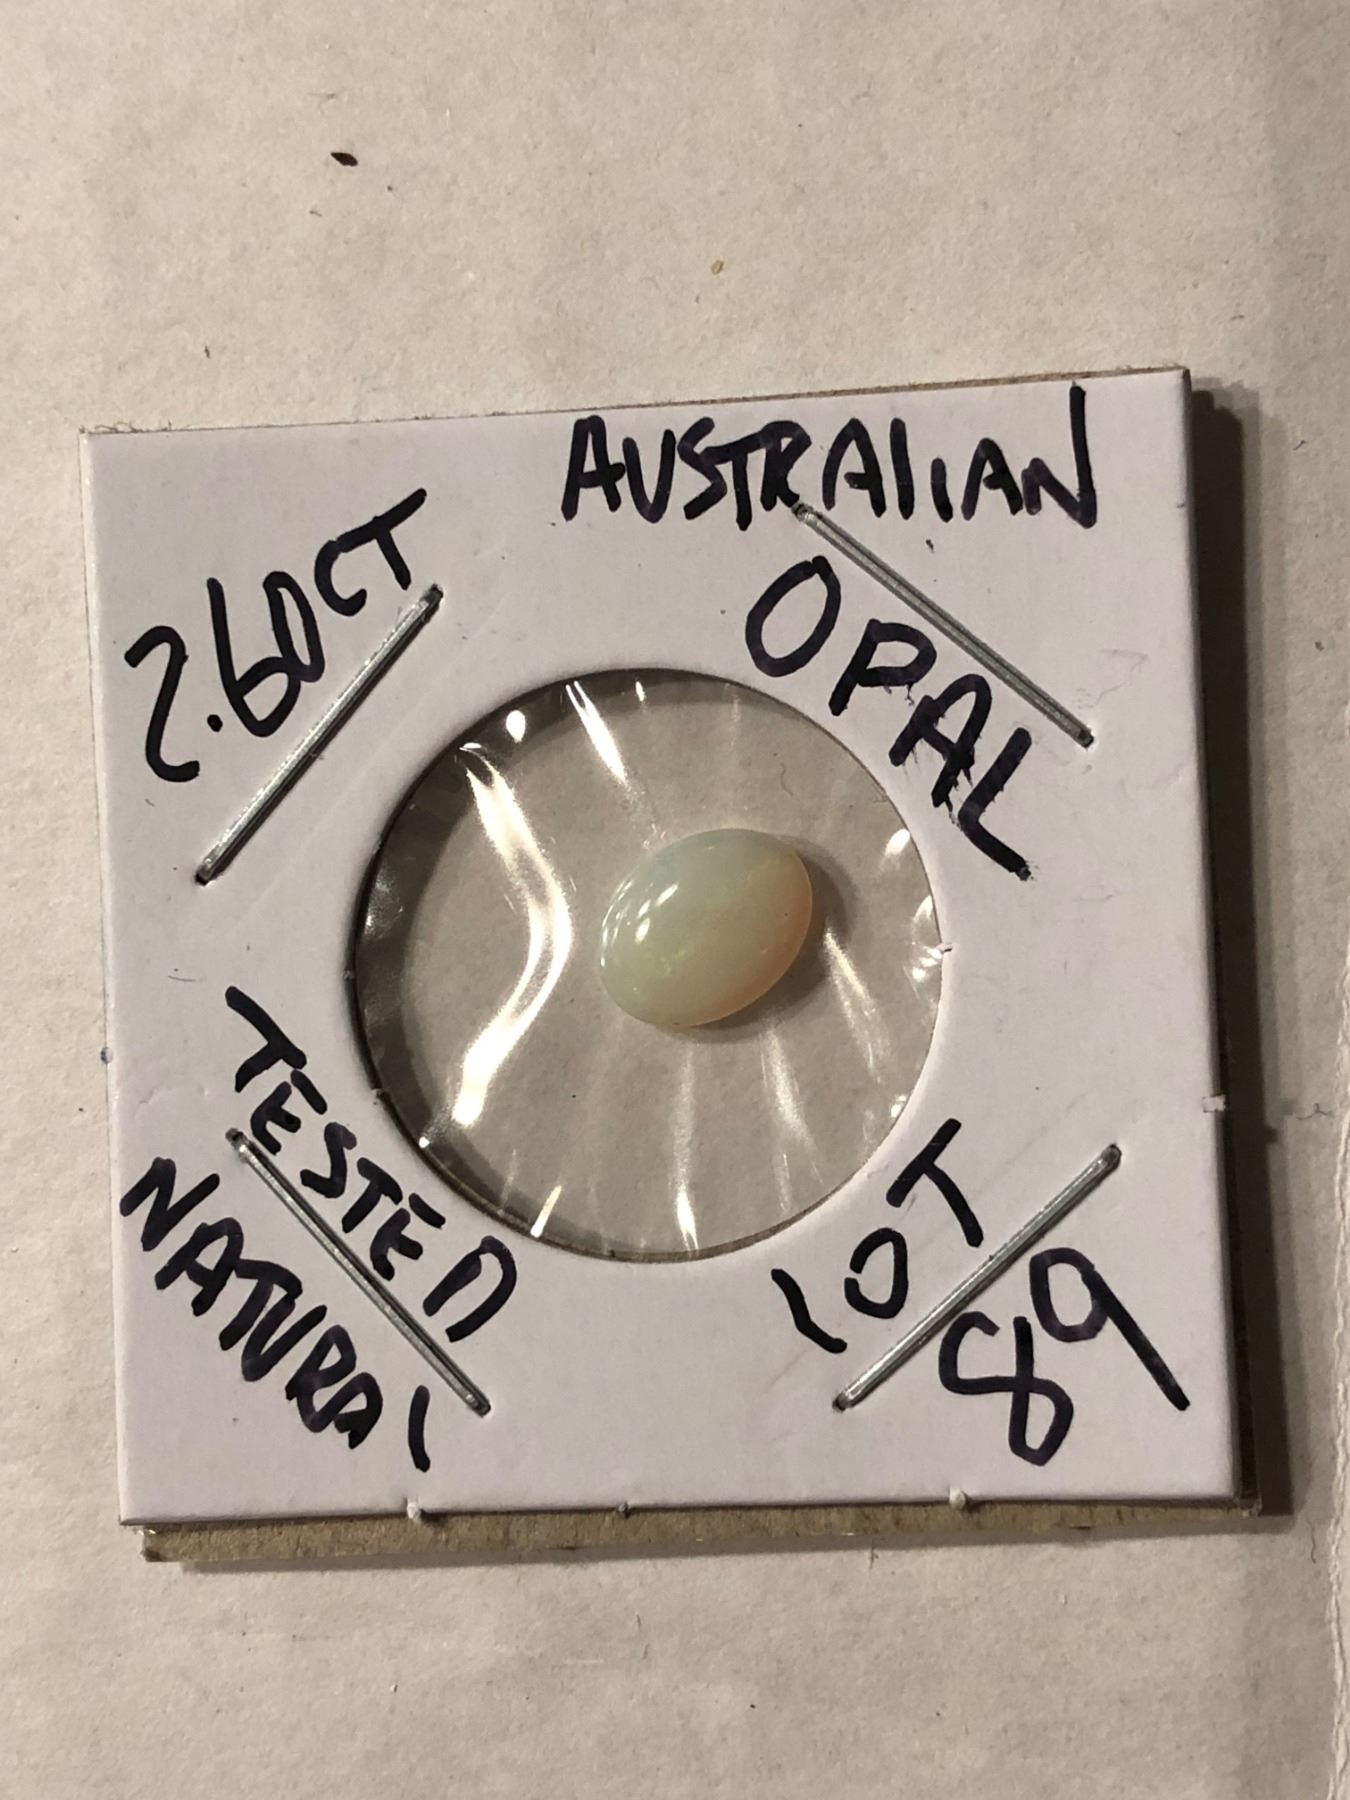 2.60CT
AUSTRALIAN
OPAL
TESTED
NATURAL
LOT
89